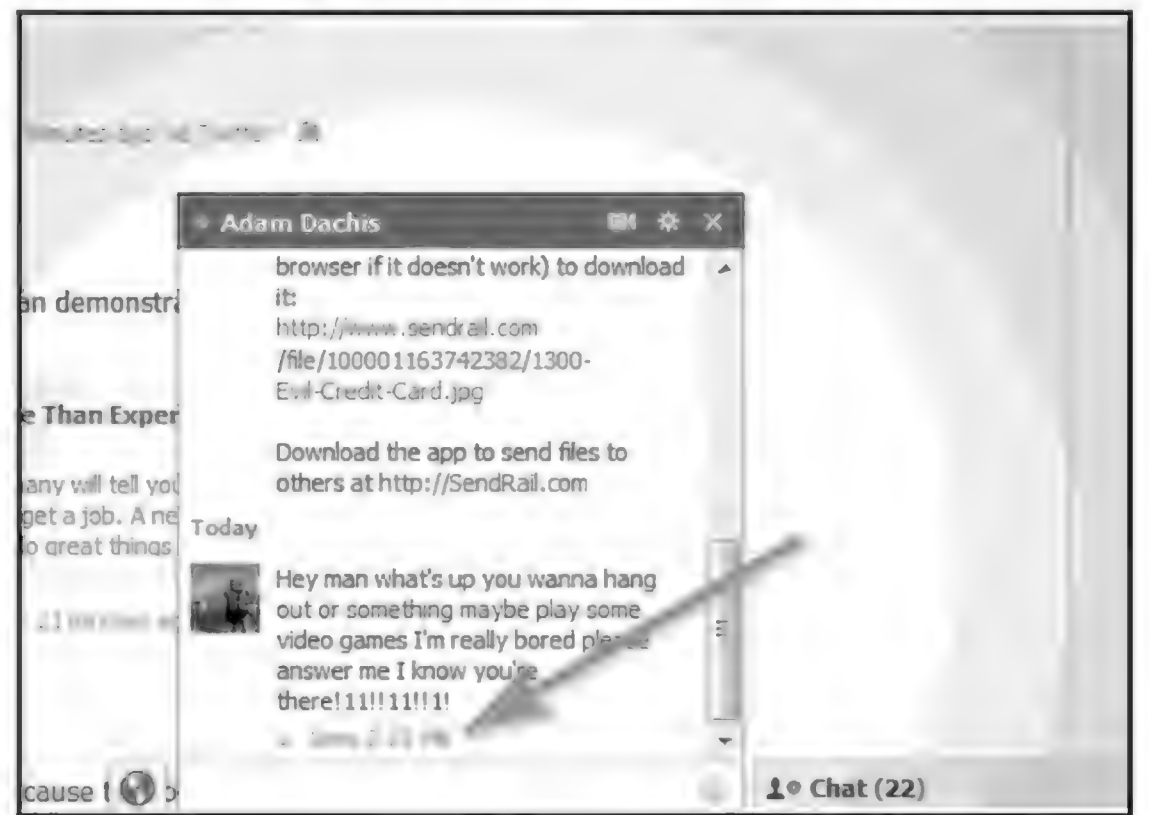 Adam Dachis
browser if it doesn't work) to download
it:
http://www.sendrail.com
/file/100001163742382/1300-
Evil-Credit-Card.jpg
Download the app to send files to
others at http://SendRail.com
Today
Hey man what's up you wanna hang
out or something maybe play some
video games I'm really bored please
answer me I know you're
there!11!!11!!1!
an demonstra
e Than Exper
any will tell you
get a job. A ne
o great things
cause t
Chat (22)